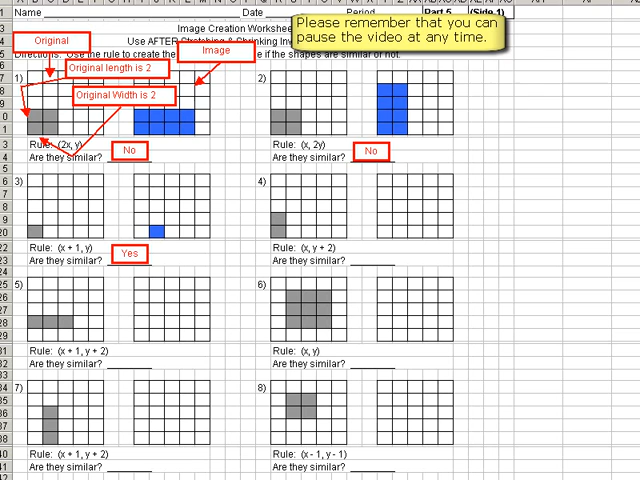 Name Date Period Part 5 (Side 1)
Please remember that you can
pause the video at any time.
Image Creation Worksheet
Original
Use AFTER Stretching & Shrinking In
Image
Directions: Use the rule to create the if the shapes are similar or not.
Original length is 2
1) 2)
Original Width is 2
Rule: (2x, y) Rule: (x, 2y)
Are they similar? No Are they similar? No
3) 4)
Rule: (x + 1, y) Rule: (x, y + 2)
Are they similar? Yes Are they similar?
5) 6)
Rule: (x + 1, y + 2) Rule: (x, y)
Are they similar? Are they similar?
7) 8)
Rule: (x + 1, y + 2) Rule: (x - 1, y - 1)
Are they similar? Are they similar?